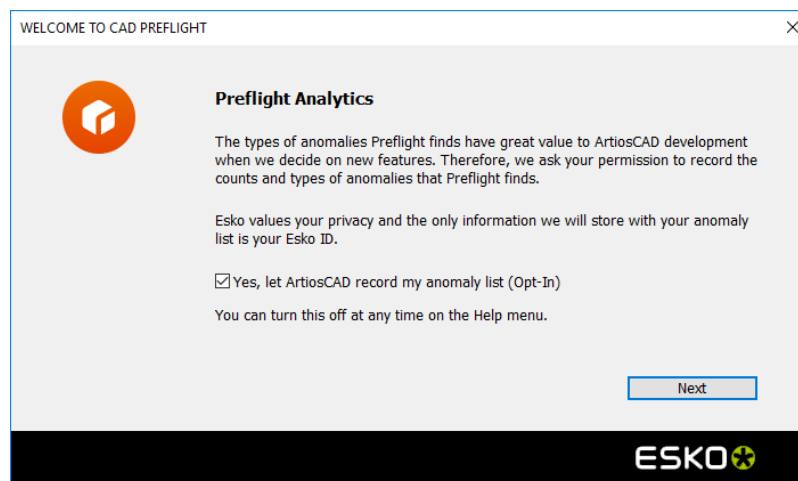 WELCOME TO CAD PREFLIGHT
Preflight Analytics
The types of anomalies Preflight finds have great value to ArtiosCAD development
when we decide on new features. Therefore, we ask your permission to record the
counts and types of anomalies that Preflight finds.
Esko values your privacy and the only information we will store with your anomaly
list is your Esko ID.
Yes, let ArtiosCAD record my anomaly list (Opt-In)
You can turn this off at any time on the Help menu.
Next
ESKO